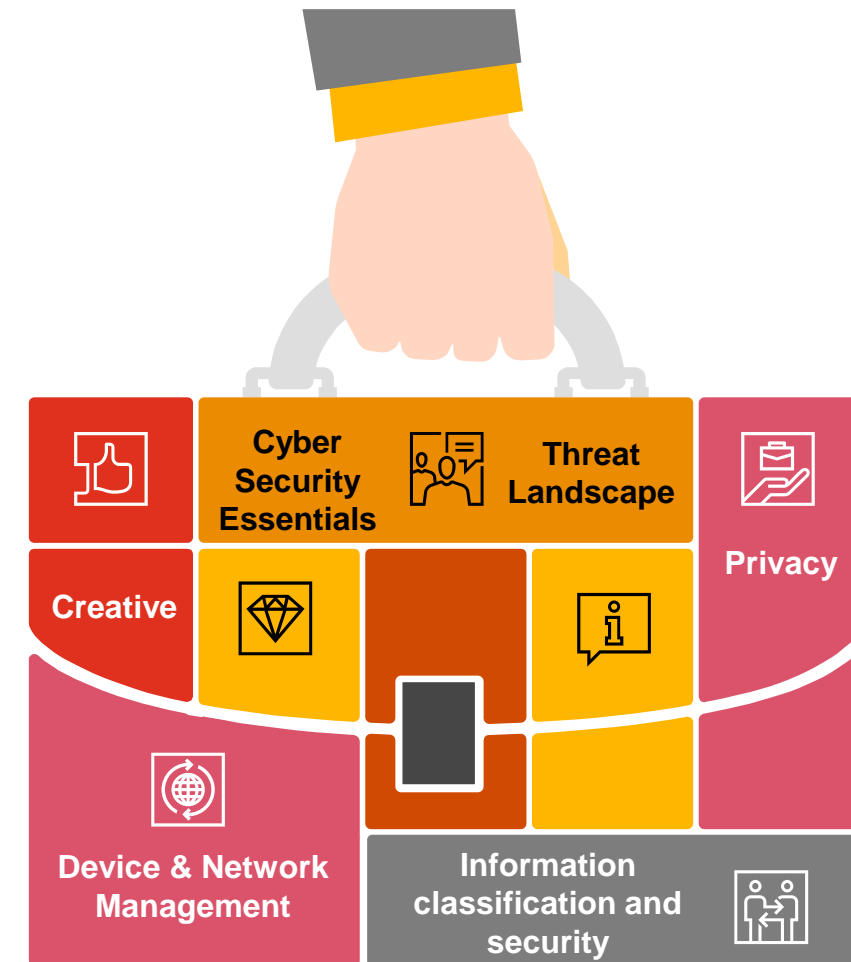 Cyber
Security
Essentials
Threat
Landscape
Privacy
Creative
Device & Network
Management
Information
classification and
security